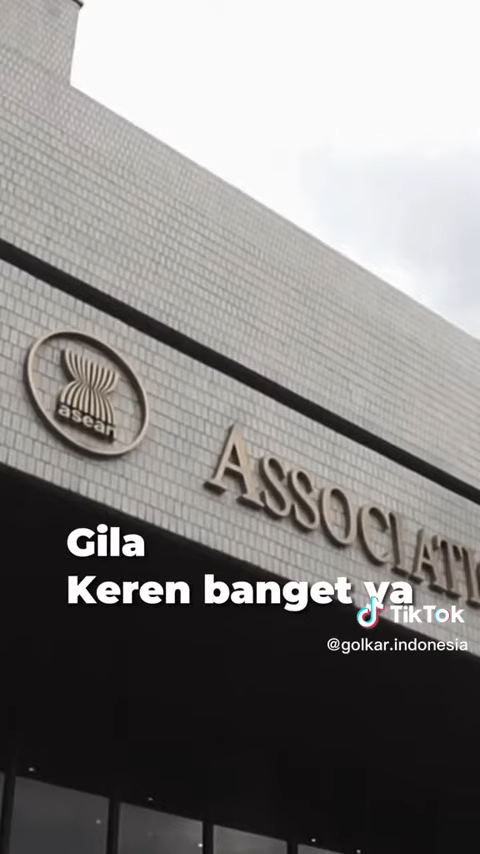 asean
ASSOCIATI
Gila
Keren banget ya
TikTok
@golkar.indonesia